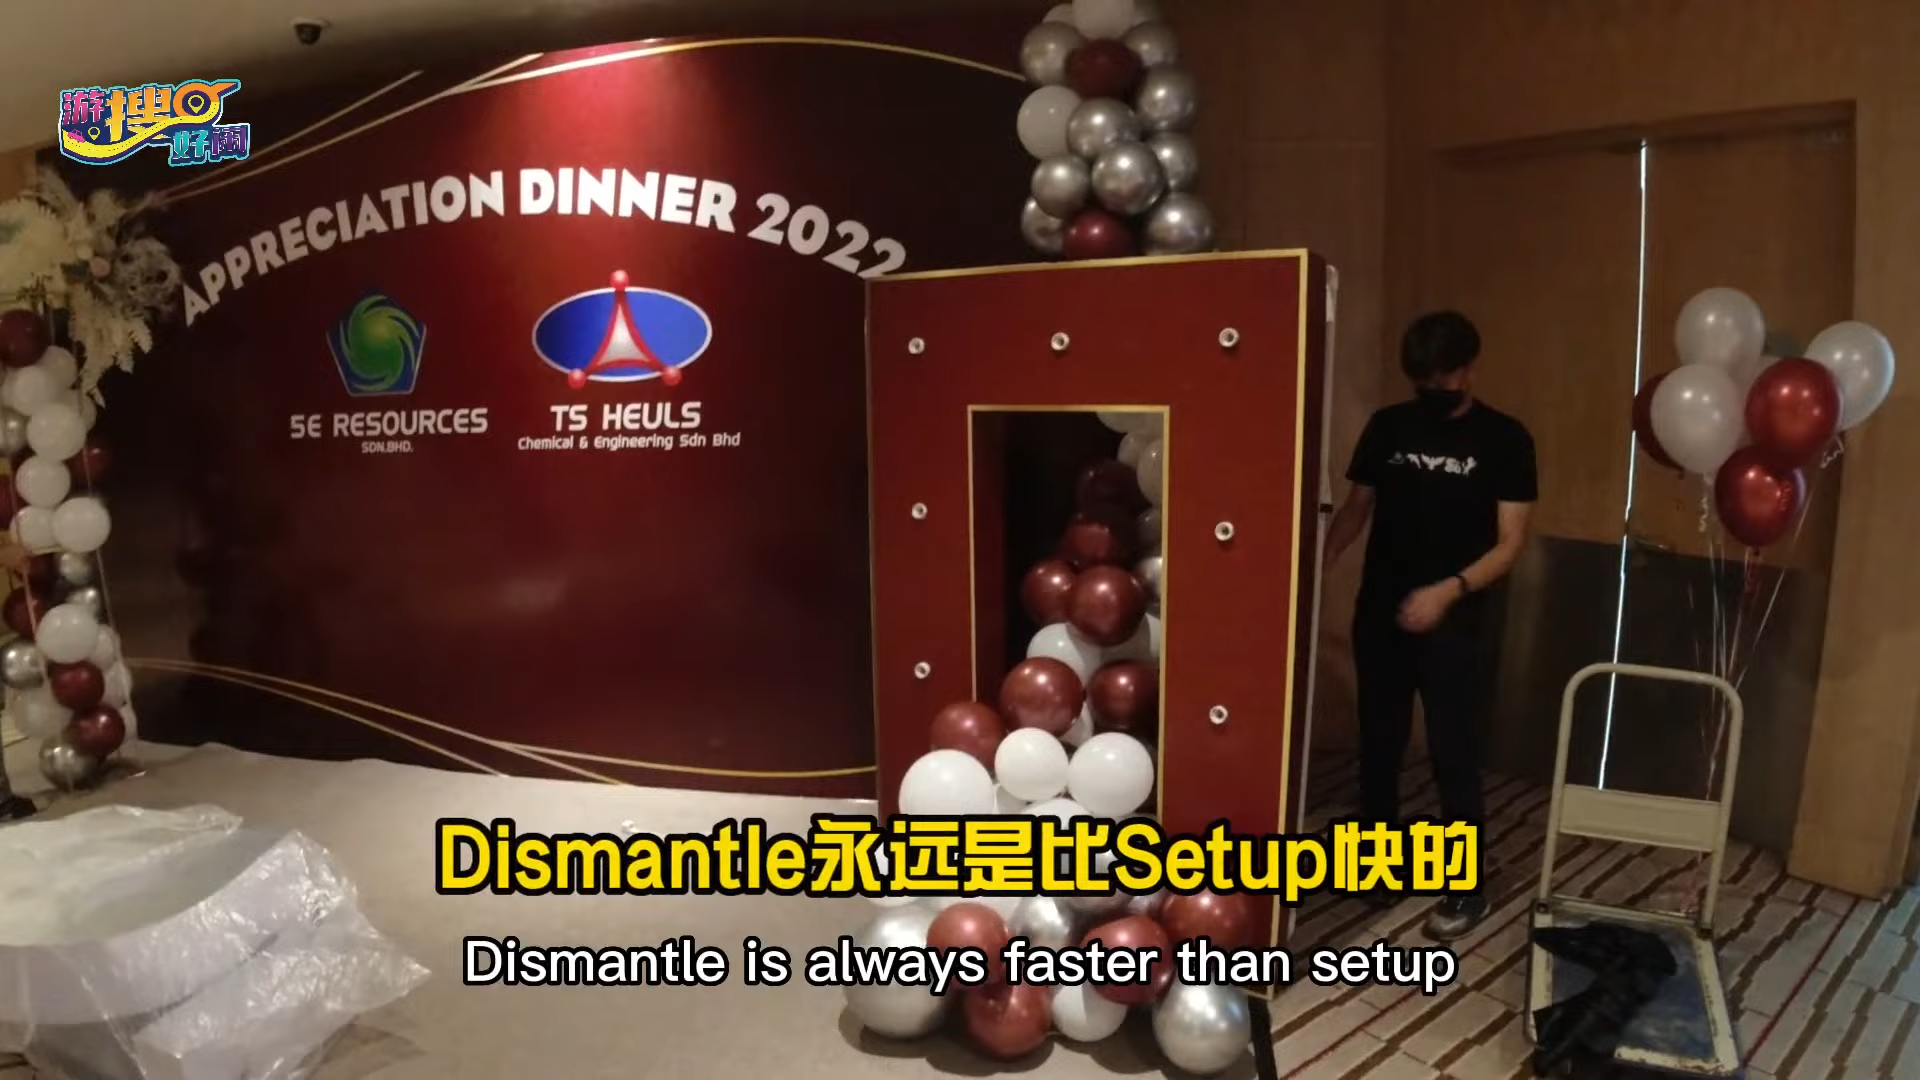 游搜
好闲
APPRECIATION DINNER 2022
5E RESOURCES
SDN.BHD.
TS HEULS
Chemical & Engineering Sdn Bhd
Dismantle永远是比Setup快的
Dismantle is always faster than setup